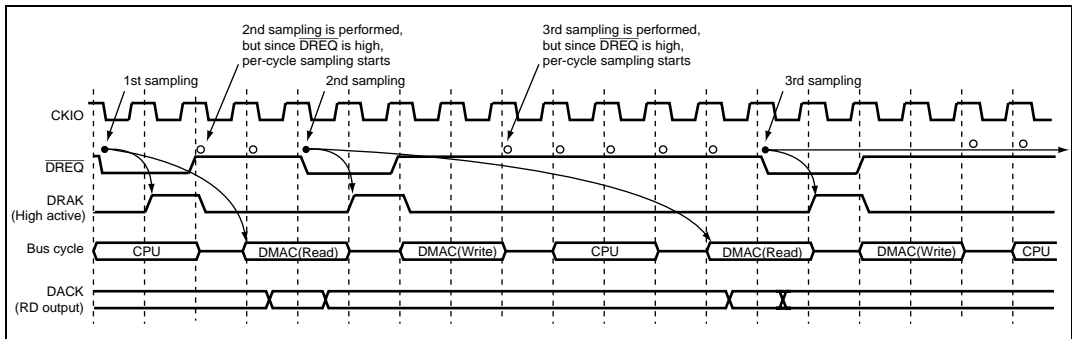 2nd sampling is performed,
but since DREQ is high,
per-cycle sampling starts
3rd sampling is performed,
but since DREQ is high,
per-cycle sampling starts
1st sampling
2nd sampling
3rd sampling
CKIO
DREQ
DRAK
(High active)
Bus cycle
CPU
DMAC(Read)
DMAC(Write)
CPU
DMAC(Read)
DMAC(Write)
CPU
DACK
(RD output)